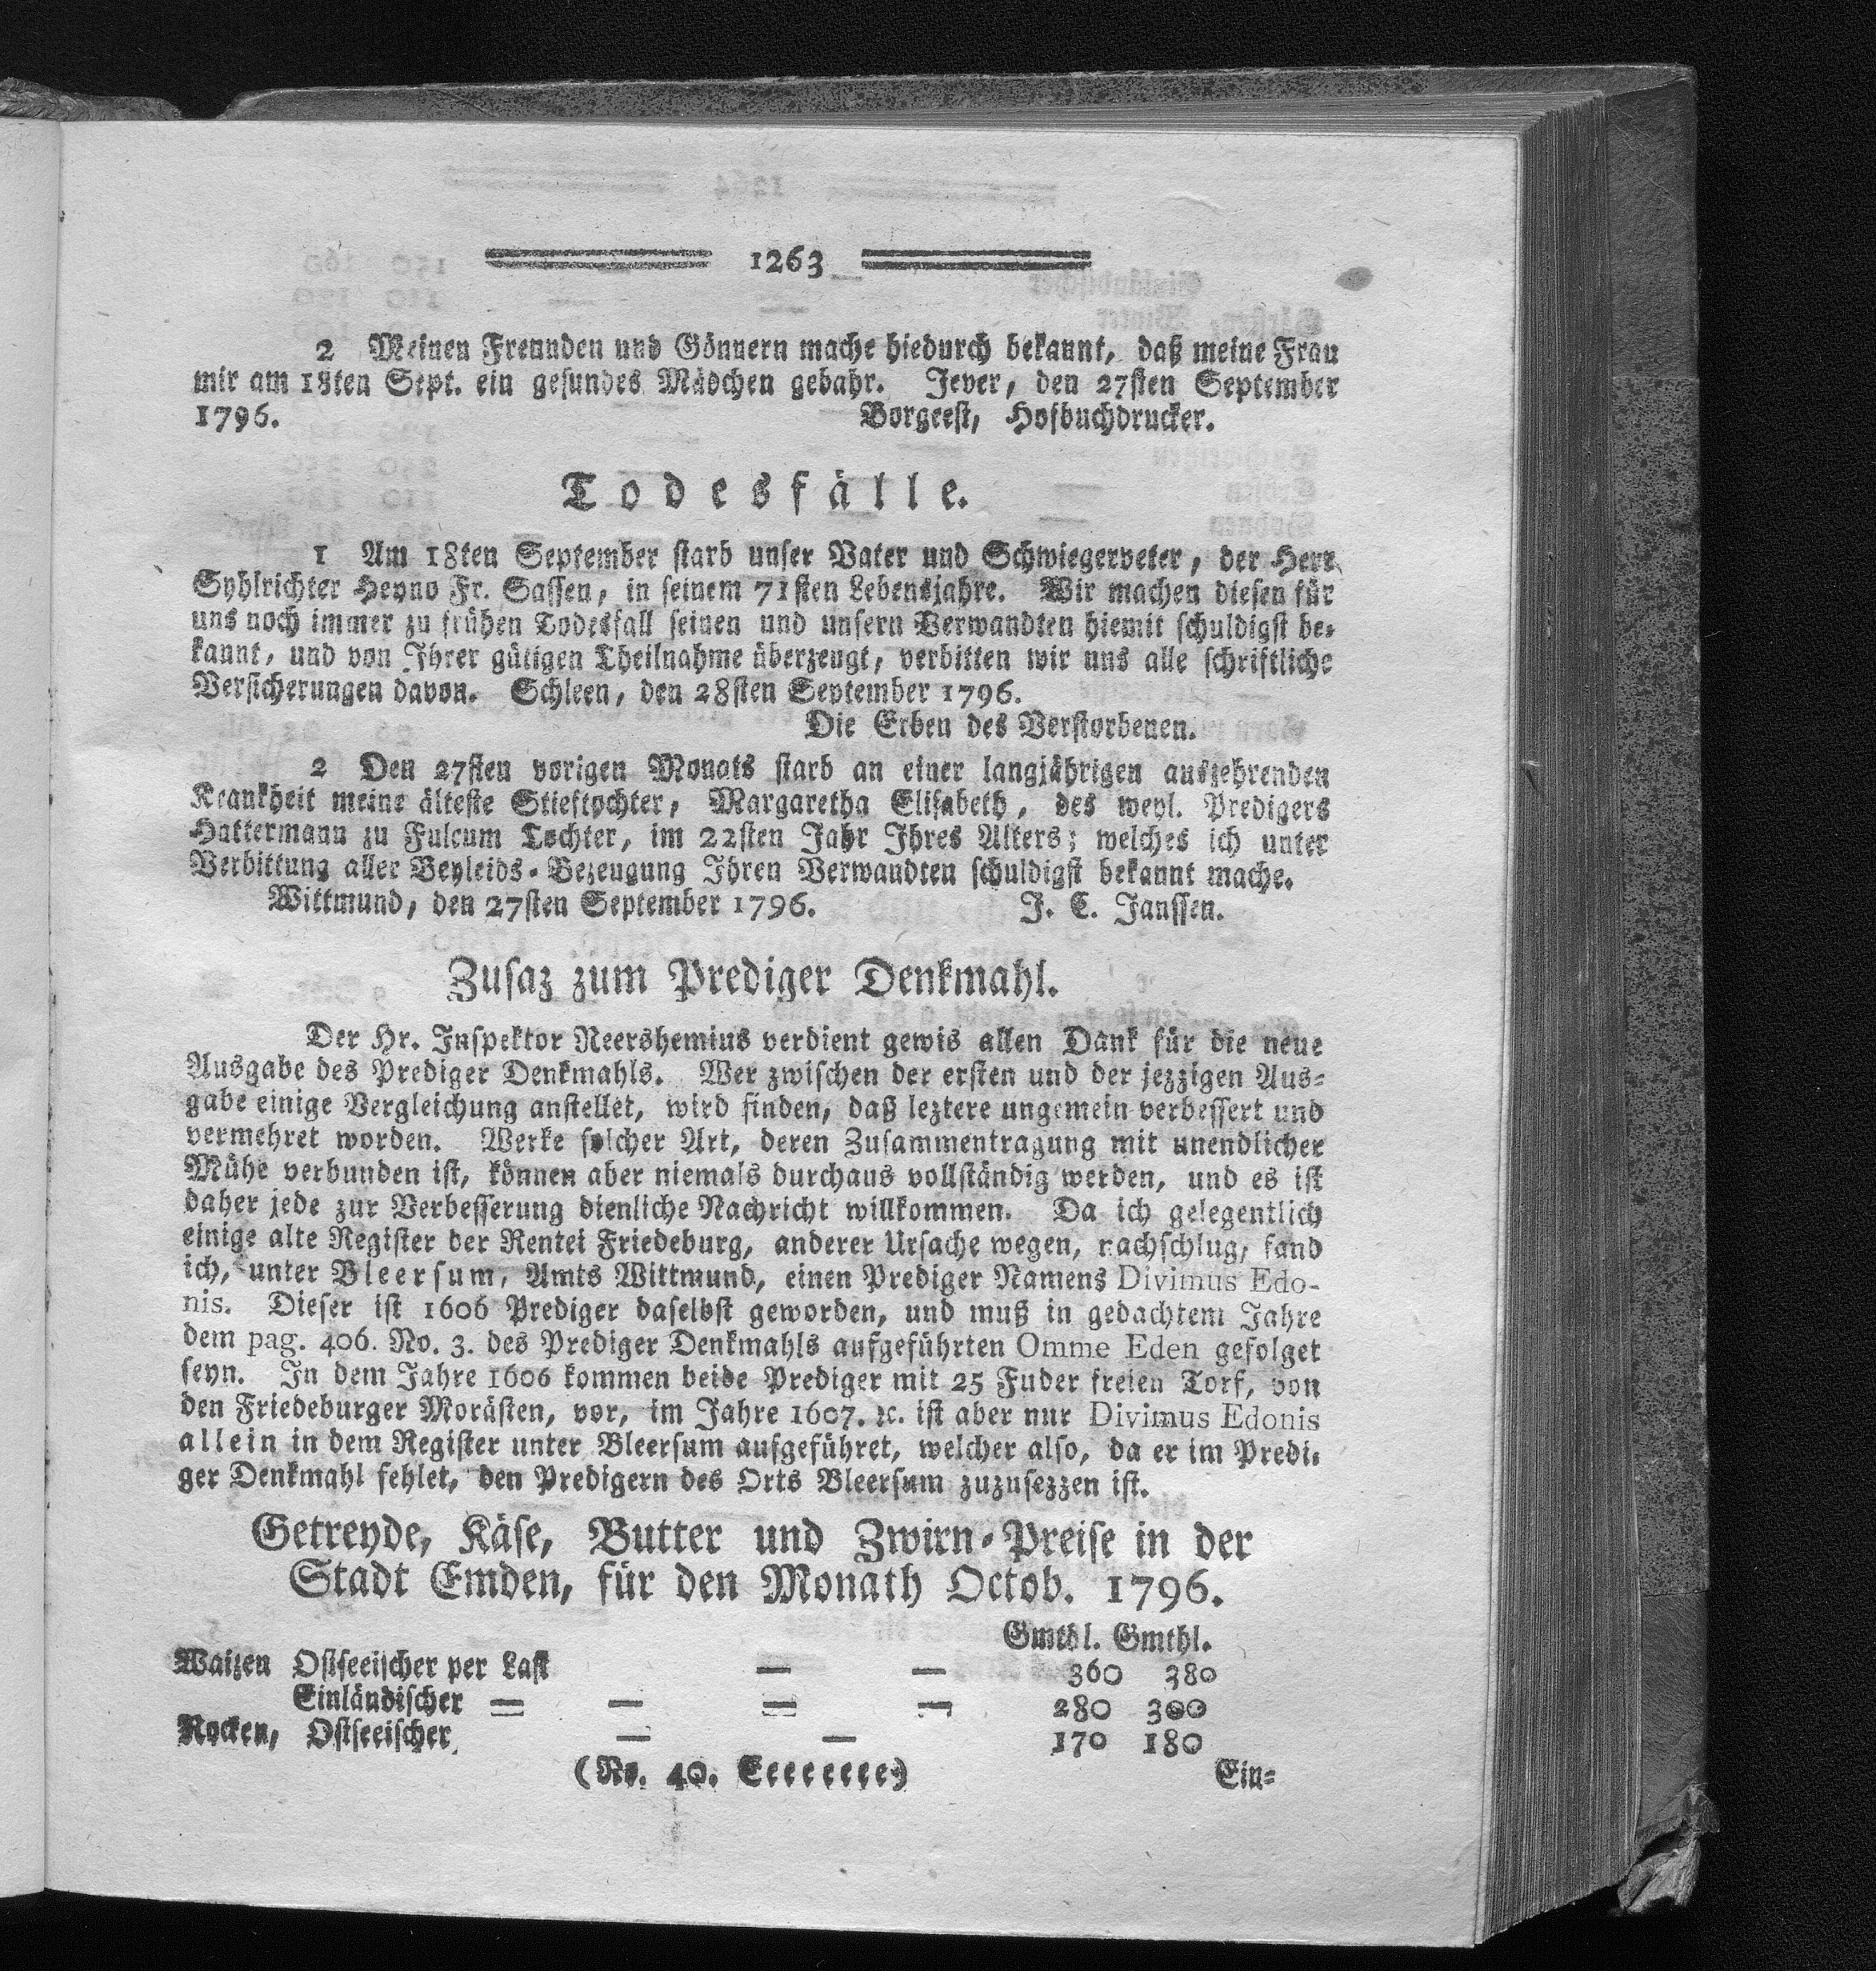 1263
2 Meinen Freunden und Gönnern mache hiedurch bekannt, daß meine Frau
mir am 18ten Sept. ein gesundes Mädchen gebahr. Jever, den 27sten September
1796. Borgeest, Hofbuchdrucker.
Todesfälle.
1 Am 18ten September starb unser Vater und Schwiegerveter, der Herr
Syhlrichter Heyno Fr. Sassen, in seinem 71sten Lebensjahre. Wir machen diesen für
uns noch immer zu frühen Todesfall seinen und unsern Verwandten hiemit schuldigst be-
kannt, und von Ihrer gütigen Theilnahme überzeugt, verbitten wir uns alle schriftliche
Versicherungen davon. Schleen, den 28sten September 1796.
Die Erben des Verstorbenen.
2 Den 27sten vorigen Monats starb an einer langjährigen auszehrenden
Krankheit meine älteste Stieftochter, Margaretha Elisabeth, des weyl. Predigers
Hattermann zu Fulcum Tochter, im 22sten Jahr Ihres Alters; welches ich unter
Verbittung aller Beyleids-Bezeugung Ihren Verwandten schuldigst bekannt mache.
Wittmund, den 27sten September 1796. J. C. Janssen.
Zusaz zum Prediger Denkmahl.
Der Hr. Inspektor Reershemius verdient gewis allen Dank für die neue
Ausgabe des Prediger Denkmahls. Wer zwischen der ersten und der jezzigen Aus-
gabe einige Vergleichung anstellet, wird finden, daß leztere ungemein verbessert und
vermehret worden. Werke solcher Art, deren Zusammentragung mit unendlicher
Mühe verbunden ist, können aber niemals durchaus vollständig werden, und es ist
daher jede zur Verbesserung dienliche Nachricht willkommen. Da ich gelegentlich
einige alte Register der Rentei Friedeburg, anderer Ursache wegen, nachschlug, fand
ich, unter Bleersum, Amts Wittmund, einen Prediger Namens Divimus Edo-
nis. Dieser ist 1606 Prediger daselbst geworden, und muß in gedachtem Jahre
dem pag. 406. No. 3. des Prediger Denkmahls aufgeführten Omme Eden gefolget
seyn. In dem Jahre 1606 kommen beide Prediger mit 25 Fuder freien Torf, von
den Friedeburger Morästen, vor, im Jahre 1607. ꝛc. ist aber nur Divimus Edonis
allein in dem Register unter Bleersum aufgeführet, welcher also, da er im Predi-
ger Denkmahl fehlet, den Predigern des Orts Bleersum zuzusezzen ist.
Getreyde, Käse, Butter und Zwirn-Preise in der
Stadt Emden, für den Monath Octob. 1796.
Gmthl. Gmthl.
Waizen Ostseeischer per Last — — 360 380
Einländischer — — — — 280 300
Rocken, Ostseeischer — — 170 180
(No. 40. Eeeeeeeee) Ein-